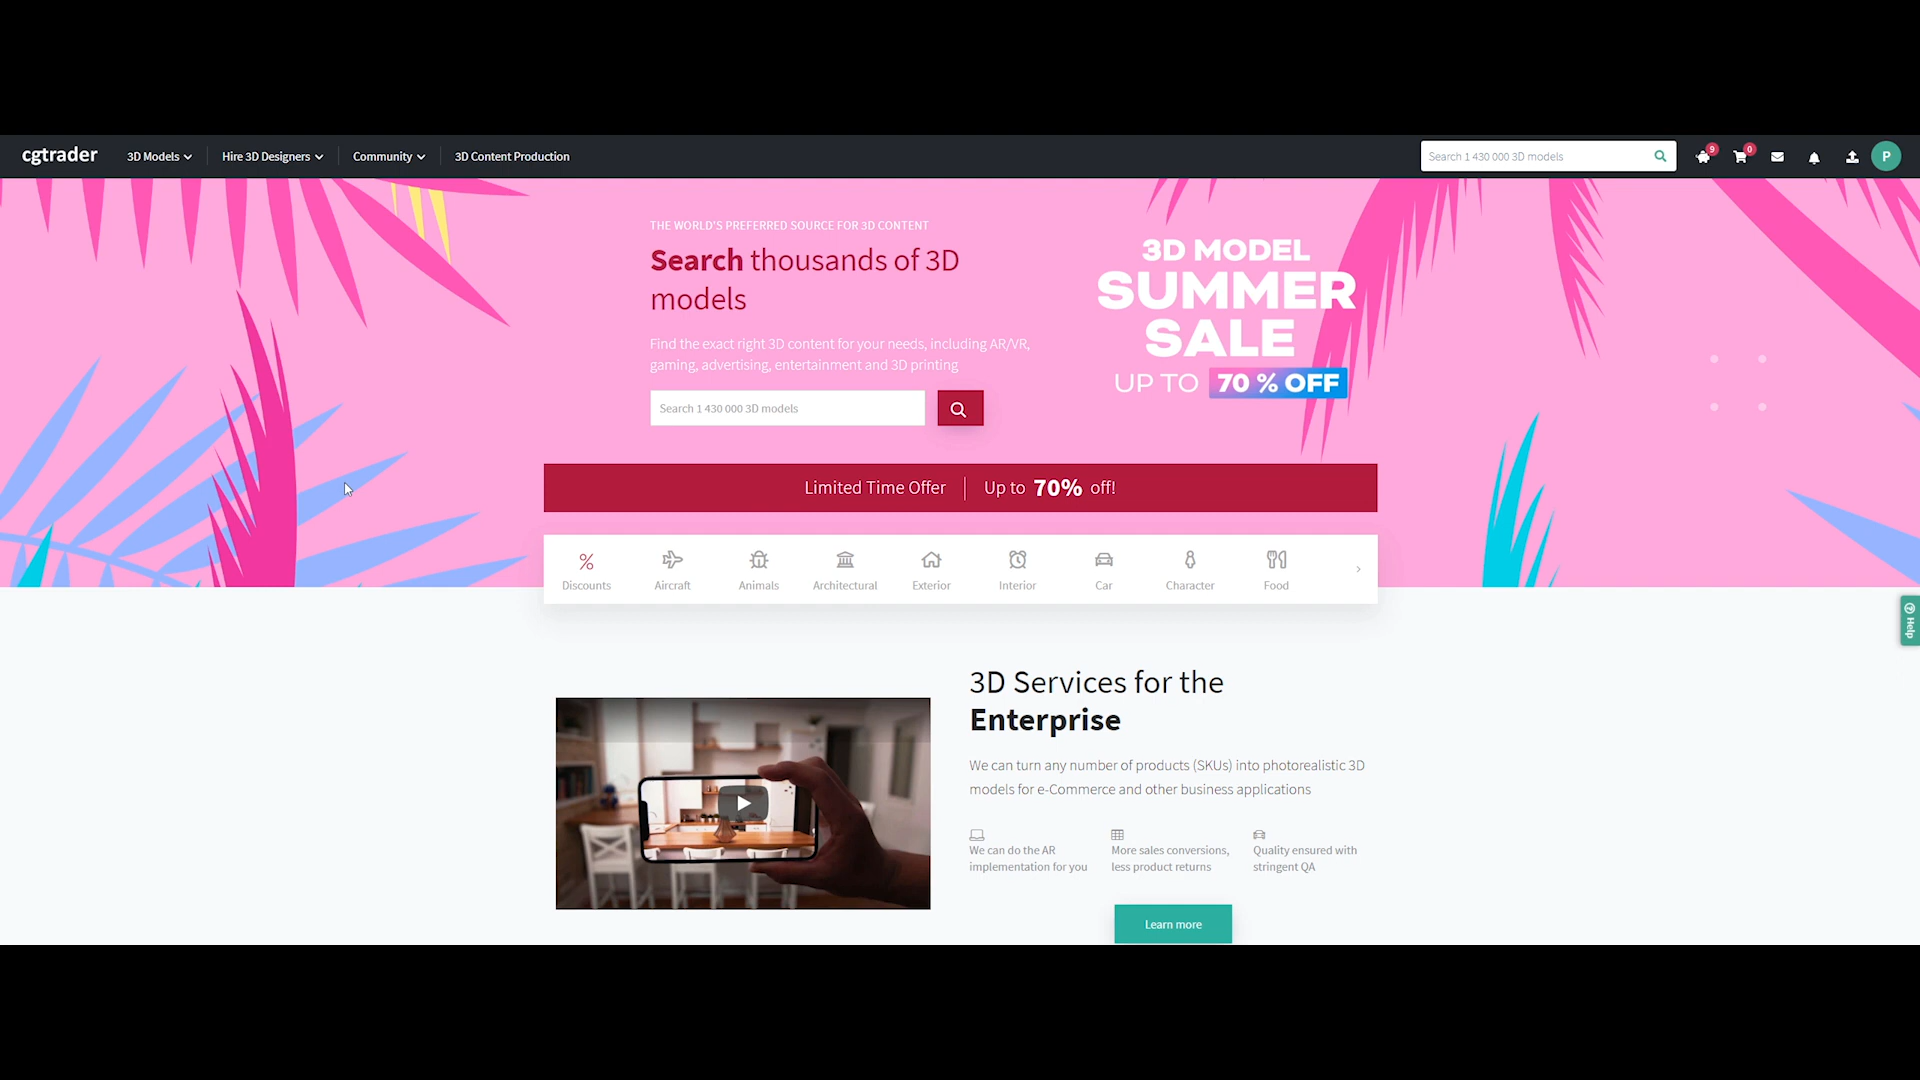 cgtrader
3D Models
Hire 3D Designers
Community
3D Content Production
Search 1 430 000 3D models
9
0
P
THE WORLD'S PREFERRED SOURCE FOR 3D CONTENT
Search thousands of 3D
models
Find the exact right 3D content for your needs, including AR/VR,
gaming, advertising, entertainment and 3D printing
Search 1 430 000 3D models
3D MODEL
SUMMER
SALE
UP TO 70 % OFF
Limited Time Offer
Up to 70% off!
Discounts
Aircraft
Animals
Architectural
Exterior
Interior
Car
Character
Food
Help
3D Services for the
Enterprise
We can turn any number of products (SKUs) into photorealistic 3D
models for e-Commerce and other business applications
We can do the AR
implementation for you
More sales conversions,
less product returns
Quality ensured with
stringent QA
Learn more